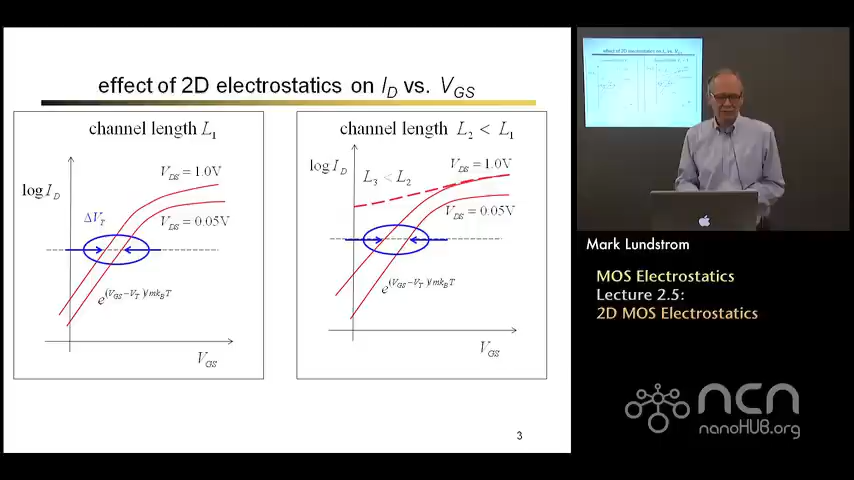 effect of 2D electrostatics on I_D vs. V_GS
channel length L_1
log I_D
V_DS = 1.0V
V_DS = 0.05V
ΔV_T
e^(V_GS−V_T)/mk_BT
V_GS
channel length L_2 < L_1
log I_D
L_3 < L_2
V_DS = 1.0V
V_DS = 0.05V
e^(V_GS−V_T)/mk_BT
V_GS
3
Mark Lundstrom
MOS Electrostatics
Lecture 2.5:
2D MOS Electrostatics
ncn
nanoHUB.org